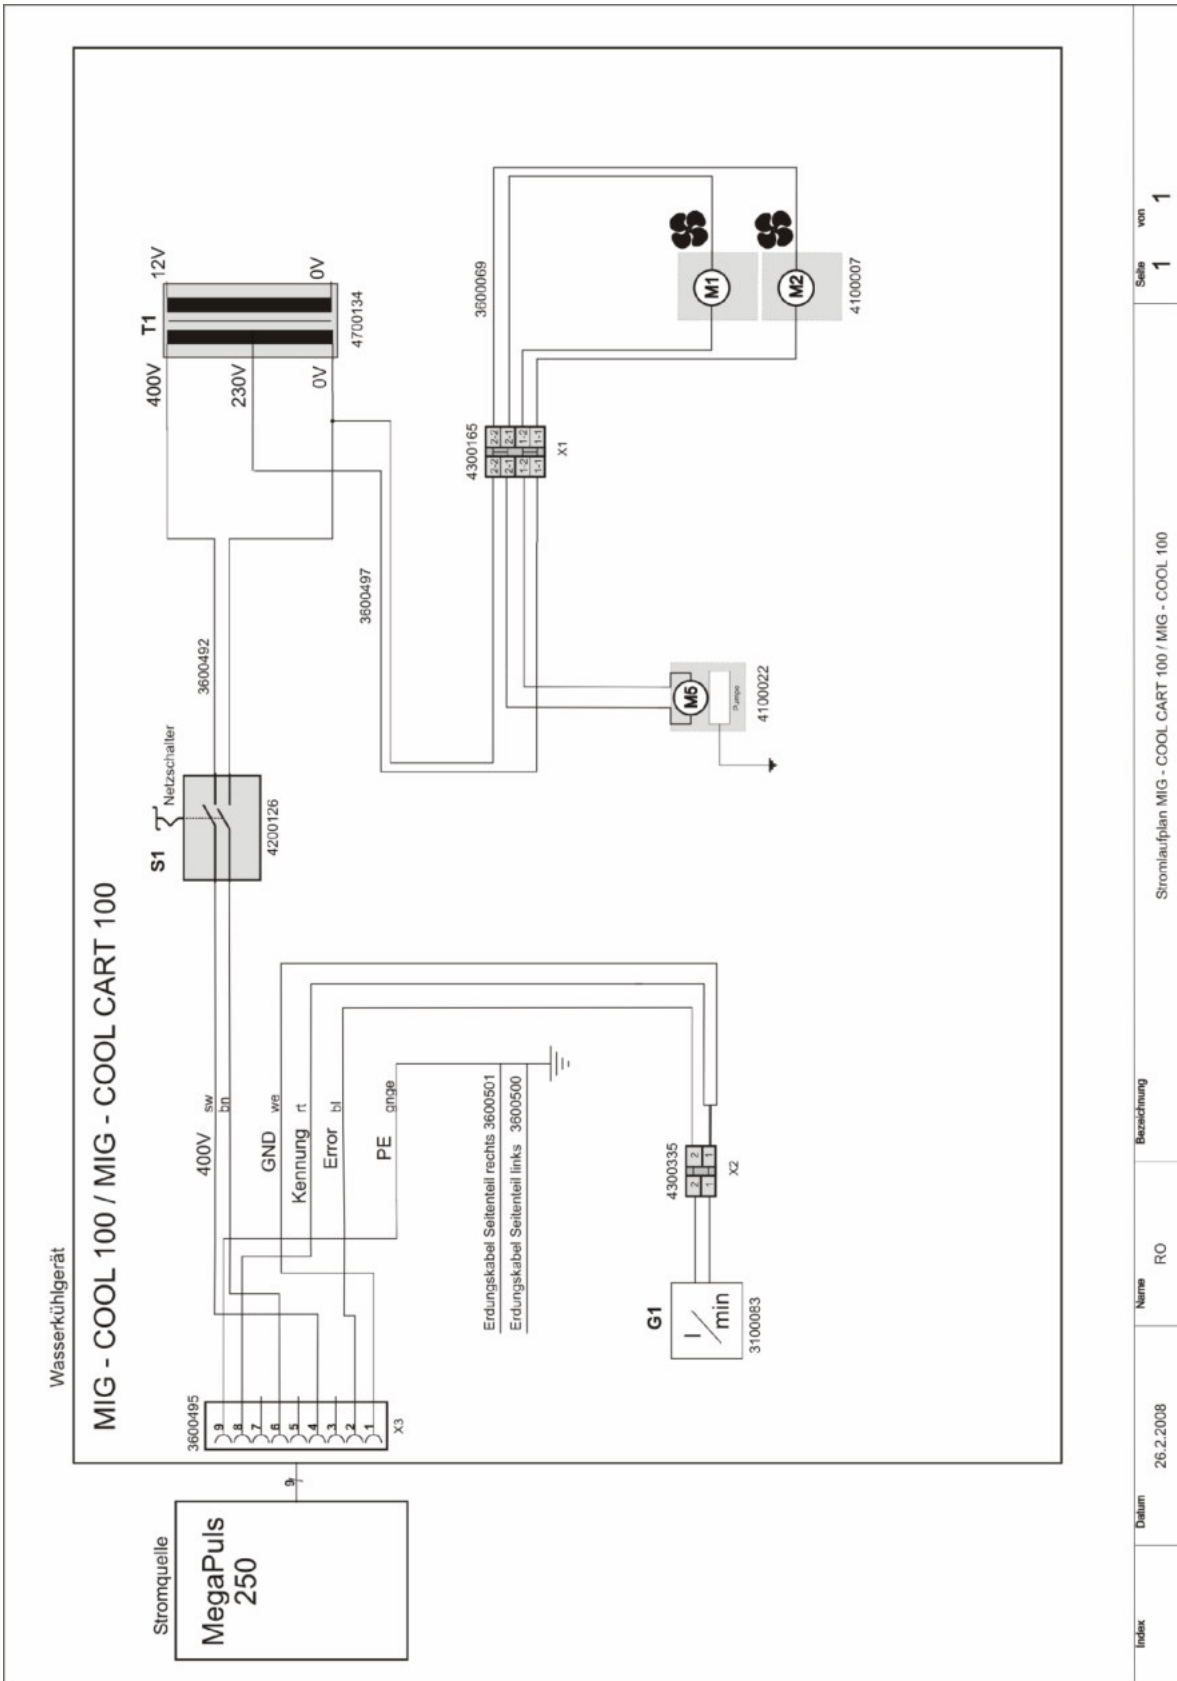 Wasserkühlgerät
MIG - COOL 100 / MIG - COOL CART 100
Stromquelle
MegaPuls
250
9
3600495
9
8
7
6
5
4
3
2
1
X3
400V
sw
bn
GND
we
Kennung
rt
Error
bl
PE
gnge
Erdungskabel Seitenteil rechts 3600501
Erdungskabel Seitenteil links 3600500
G1
l
min
3100083
4300335
2
2
1
1
X2
S1
Netzschalter
4200126
3600492
3600497
T1
400V
12V
230V
0V
0V
4700134
4300165
2-2
2-2
2-1
2-1
1-2
1-2
1-1
1-1
X1
3600069
M5
Pumpe
4100022
M1
M2
4100007
Index
Datum
26.2.2008
Name
RO
Bezeichnung
Stromlaufplan MIG - COOL CART 100 / MIG - COOL 100
Seite
1
von
1